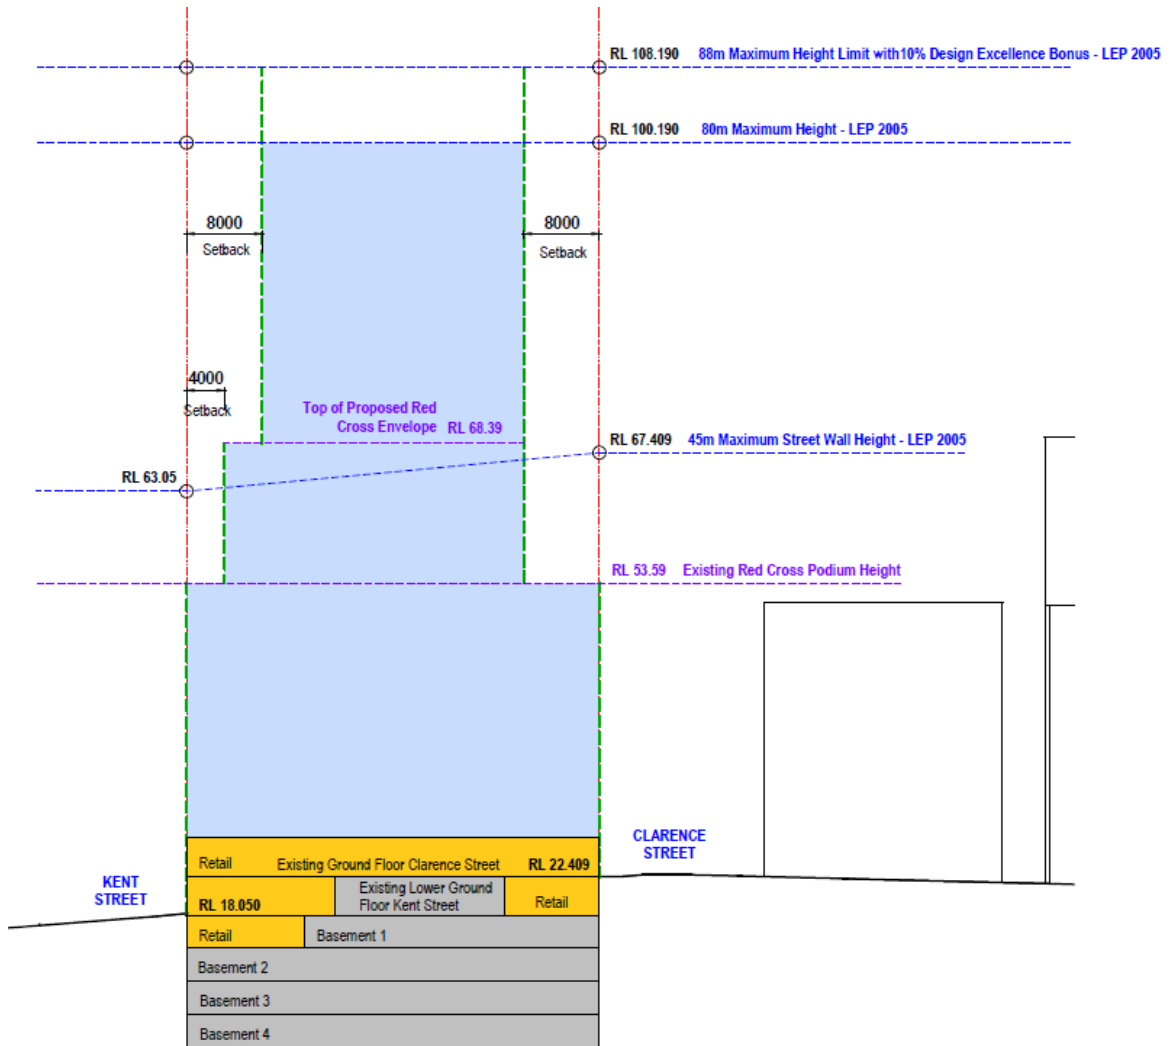 RL 108.190 88m Maximum Height Limit with10% Design Excellence Bonus - LEP 2005
RL 100.190 80m Maximum Height - LEP 2005
8000
Setback
8000
Setback
4000
Setback
Top of Proposed Red
Cross Envelope RL 68.39
RL 67.409 45m Maximum Street Wall Height - LEP 2005
RL 63.05
RL 53.59 Existing Red Cross Podium Height
CLARENCE
STREET
KENT
STREET
Retail Existing Ground Floor Clarence Street RL 22.409
RL 18.050
Existing Lower Ground
Floor Kent Street
Retail
Retail
Basement 1
Basement 2
Basement 3
Basement 4